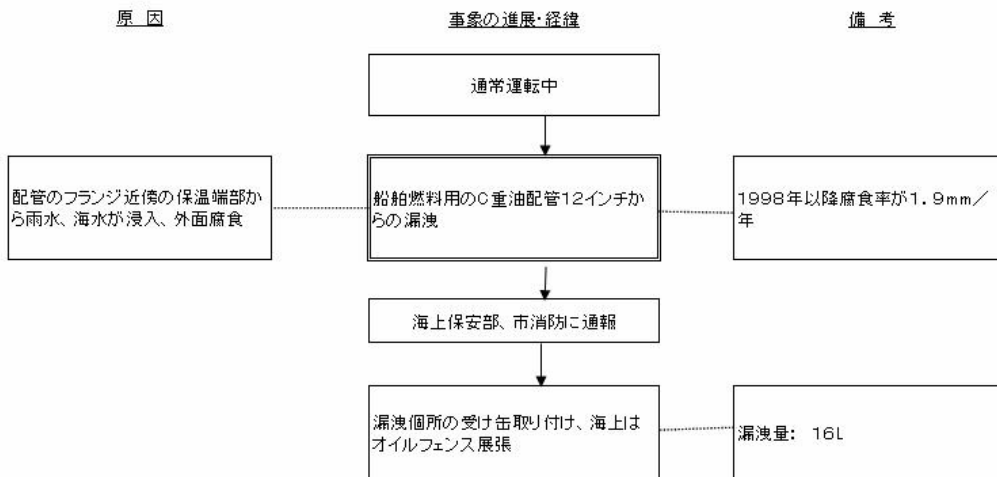 原 因
事象の進展・経緯
備 考
通常運転中
配管のフランジ近傍の保温端部か
ら雨水、海水が浸入、外面腐食
船舶燃料用のC重油配管12インチか
らの漏洩
1998年以降腐食率が1.9mm/
年
海上保安部、市消防に通報
漏洩個所の受け缶取り付け、海上は
オイルフェンス展張
漏洩量: 16L